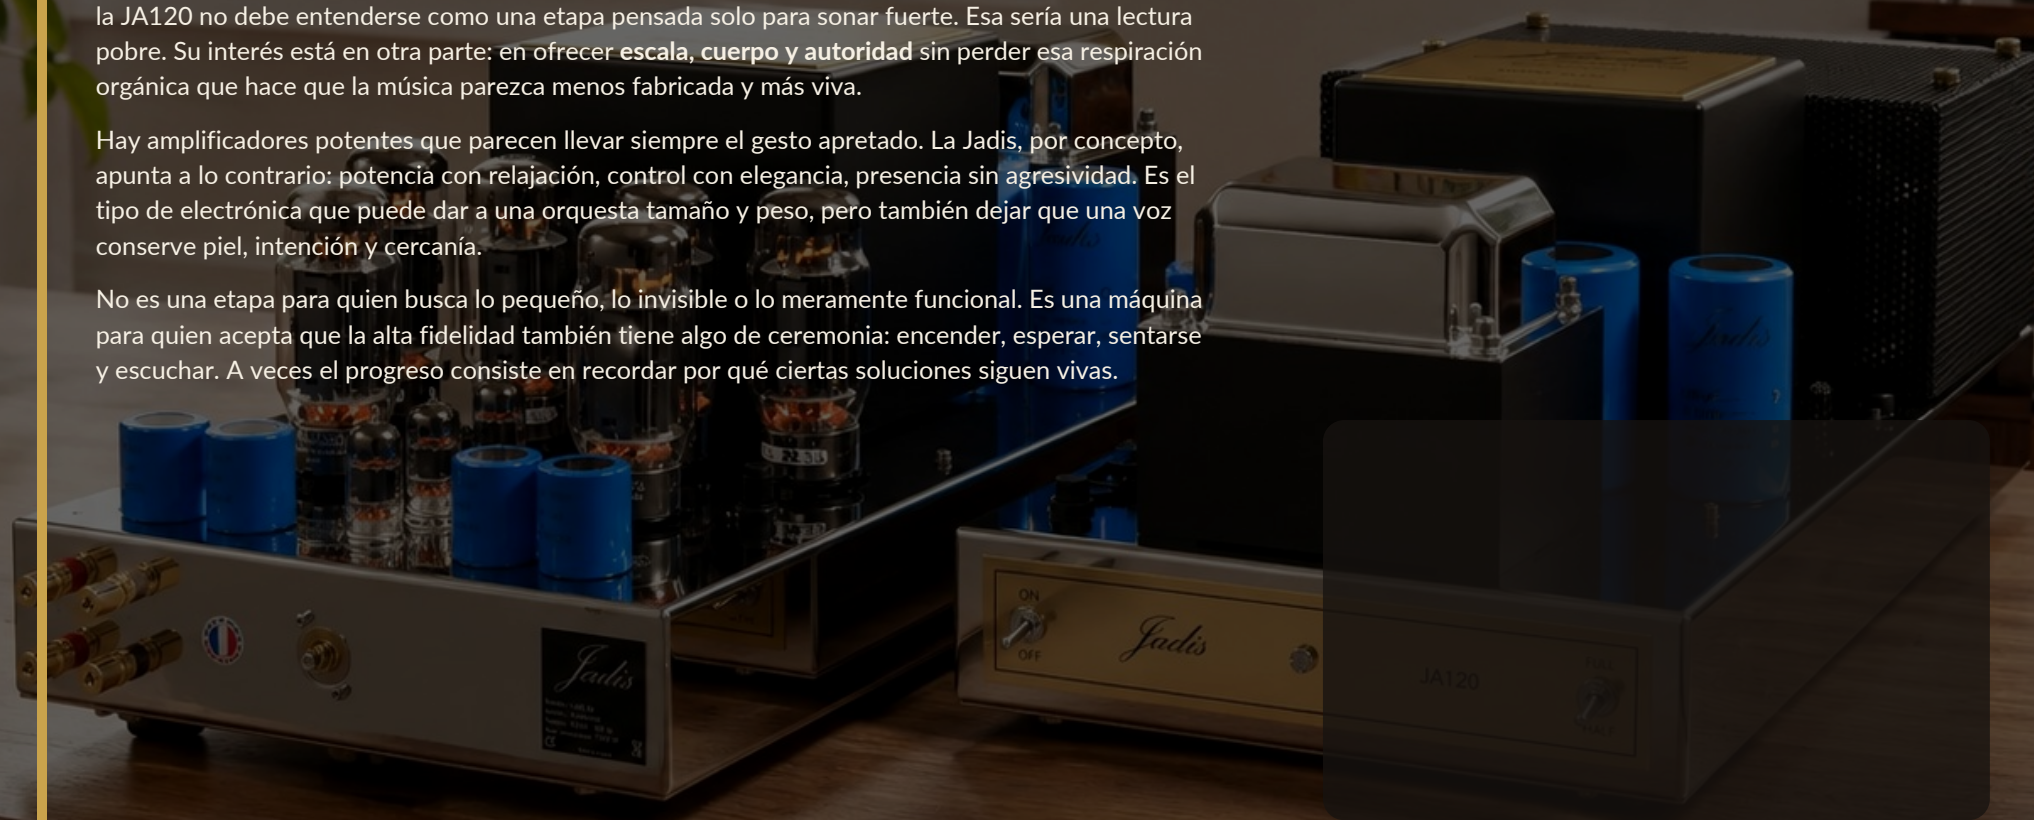 la JA120 no debe entenderse como una etapa pensada solo para sonar fuerte. Esa sería una lectura
pobre. Su interés está en otra parte: en ofrecer escala, cuerpo y autoridad sin perder esa respiración
orgánica que hace que la música parezca menos fabricada y más viva.
Hay amplificadores potentes que parecen llevar siempre el gesto apretado. La Jadis, por concepto,
apunta a lo contrario: potencia con relajación, control con elegancia, presencia sin agresividad. Es el
tipo de electrónica que puede dar a una orquesta tamaño y peso, pero también dejar que una voz
conserve piel, intención y cercanía.
No es una etapa para quien busca lo pequeño, lo invisible o lo meramente funcional. Es una máquina
para quien acepta que la alta fidelidad también tiene algo de ceremonia: encender, esperar, sentarse
y escuchar. A veces el progreso consiste en recordar por qué ciertas soluciones siguen vivas.
Jadis
Jadis
ON
OFF
Jadis
JA120
Jadis